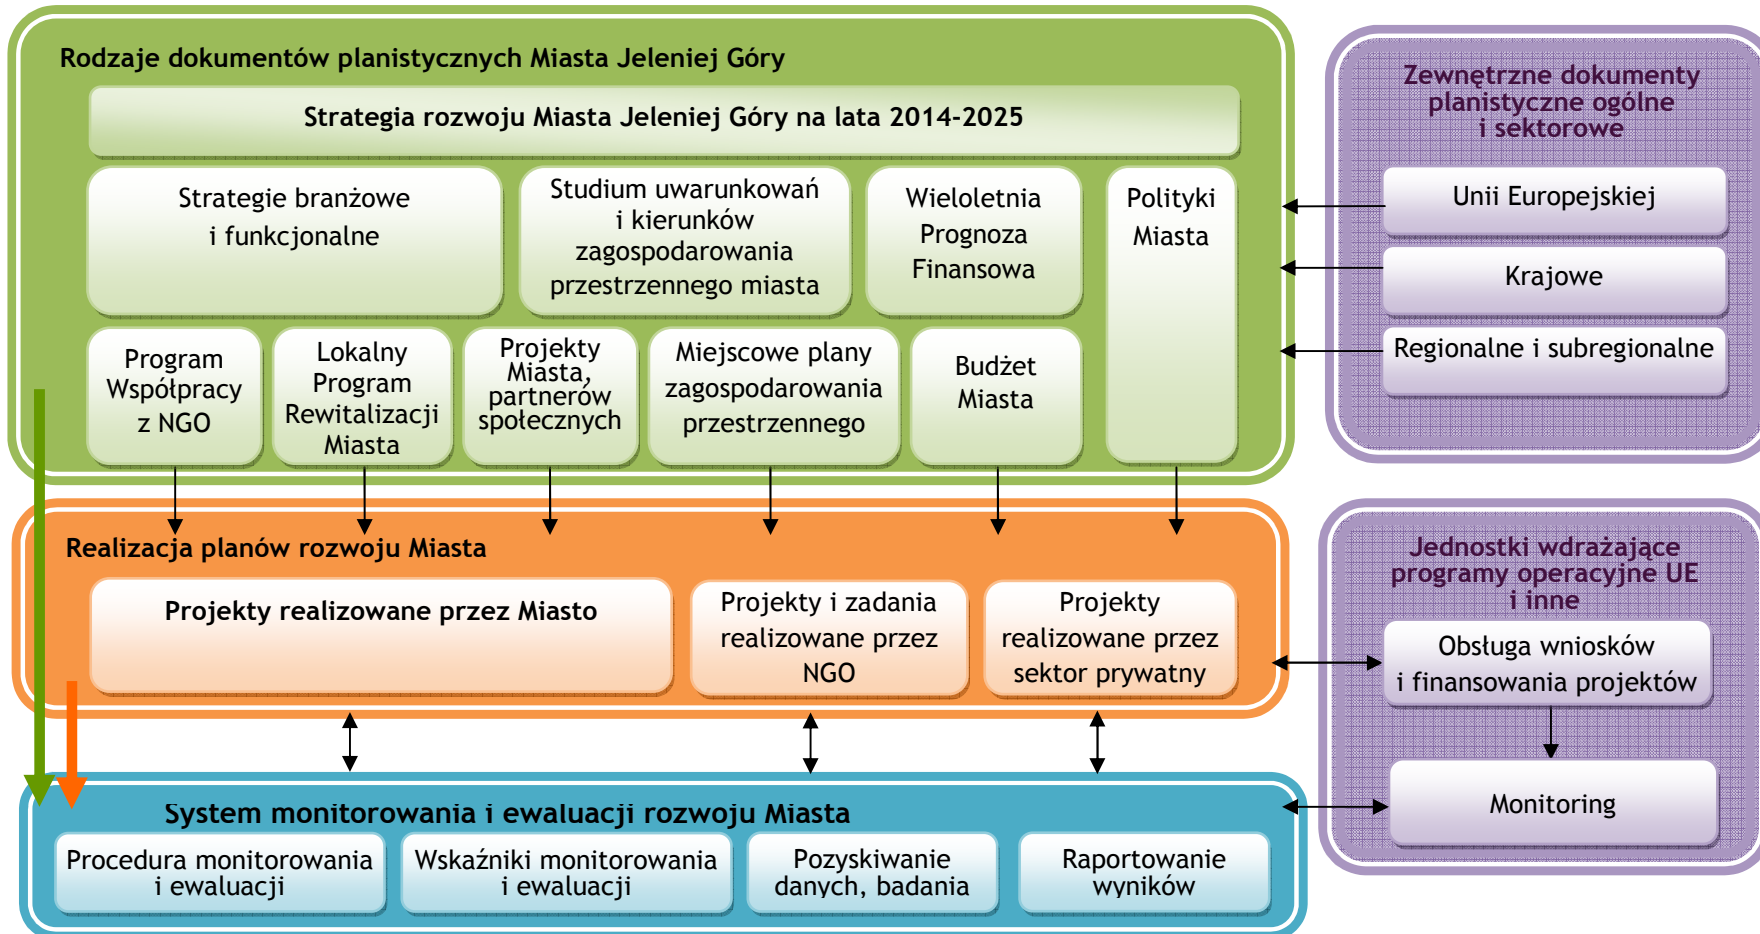 Rodzaje dokumentów planistycznych Miasta Jeleniej Góry
Strategia rozwoju Miasta Jeleniej Góry na lata 2014-2025
Strategie branżowe
i funkcjonalne
Studium uwarunkowań
i kierunków
zagospodarowania
przestrzennego miasta
Wieloletnia
Prognoza
Finansowa
Polityki
Miasta
Program
Współpracy
z NGO
Lokalny
Program
Rewitalizacji
Miasta
Projekty
Miasta,
partnerów
społecznych
Miejscowe plany
zagospodarowania
przestrzennego
Budżet
Miasta
Zewnętrzne dokumenty
planistyczne ogólne
i sektorowe
Unii Europejskiej
Krajowe
Regionalne i subregionalne
Realizacja planów rozwoju Miasta
Projekty realizowane przez Miasto
Projekty i zadania
realizowane przez
NGO
Projekty
realizowane przez
sektor prywatny
Jednostki wdrażające
programy operacyjne UE
i inne
Obsługa wniosków
i finansowania projektów
Monitoring
System monitorowania i ewaluacji rozwoju Miasta
Procedura monitorowania
i ewaluacji
Wskaźniki monitorowania
i ewaluacji
Pozyskiwanie
danych, badania
Raportowanie
wyników